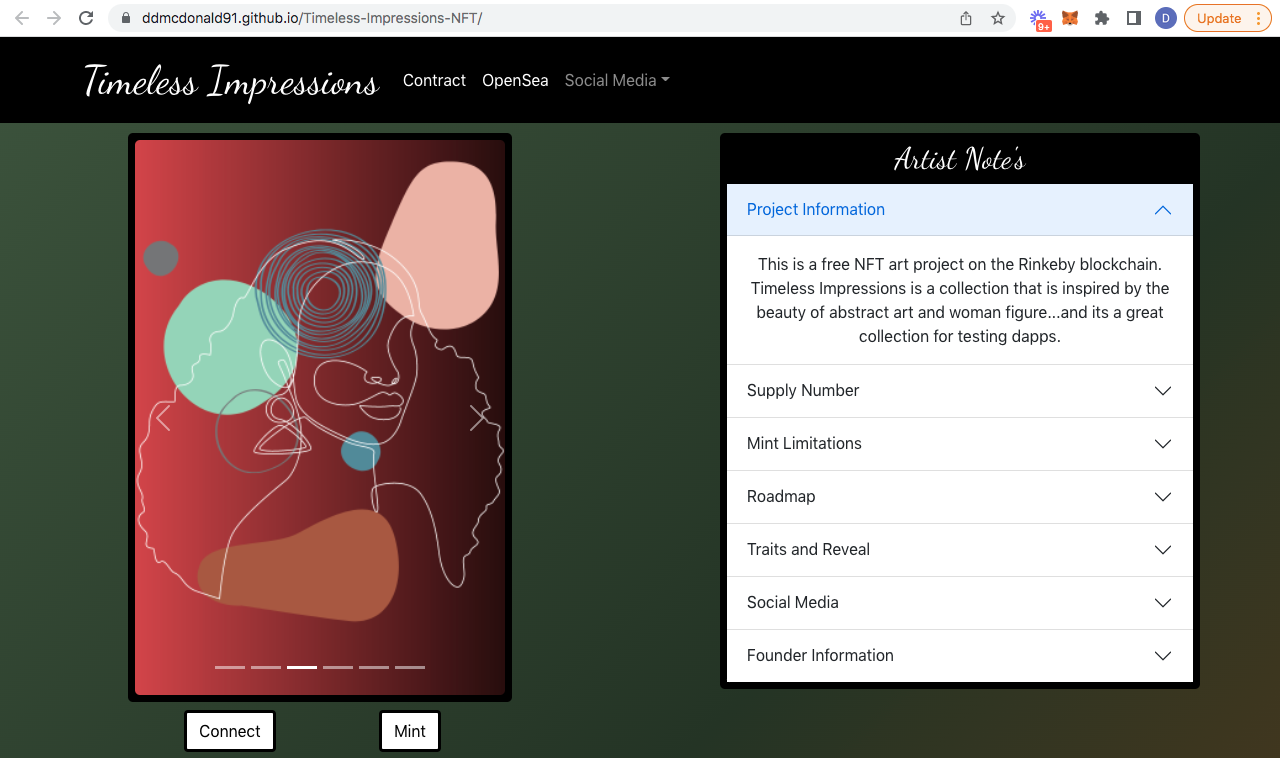 ddmcdonald91.github.io/Timeless-Impressions-NFT/
9+
D
Update
Timeless Impressions
Contract
OpenSea
Social Media
Artist Note's
Project Information
This is a free NFT art project on the Rinkeby blockchain.
Timeless Impressions is a collection that is inspired by the
beauty of abstract art and woman figure...and its a great
collection for testing dapps.
Supply Number
Mint Limitations
Roadmap
Traits and Reveal
Social Media
Founder Information
Connect
Mint